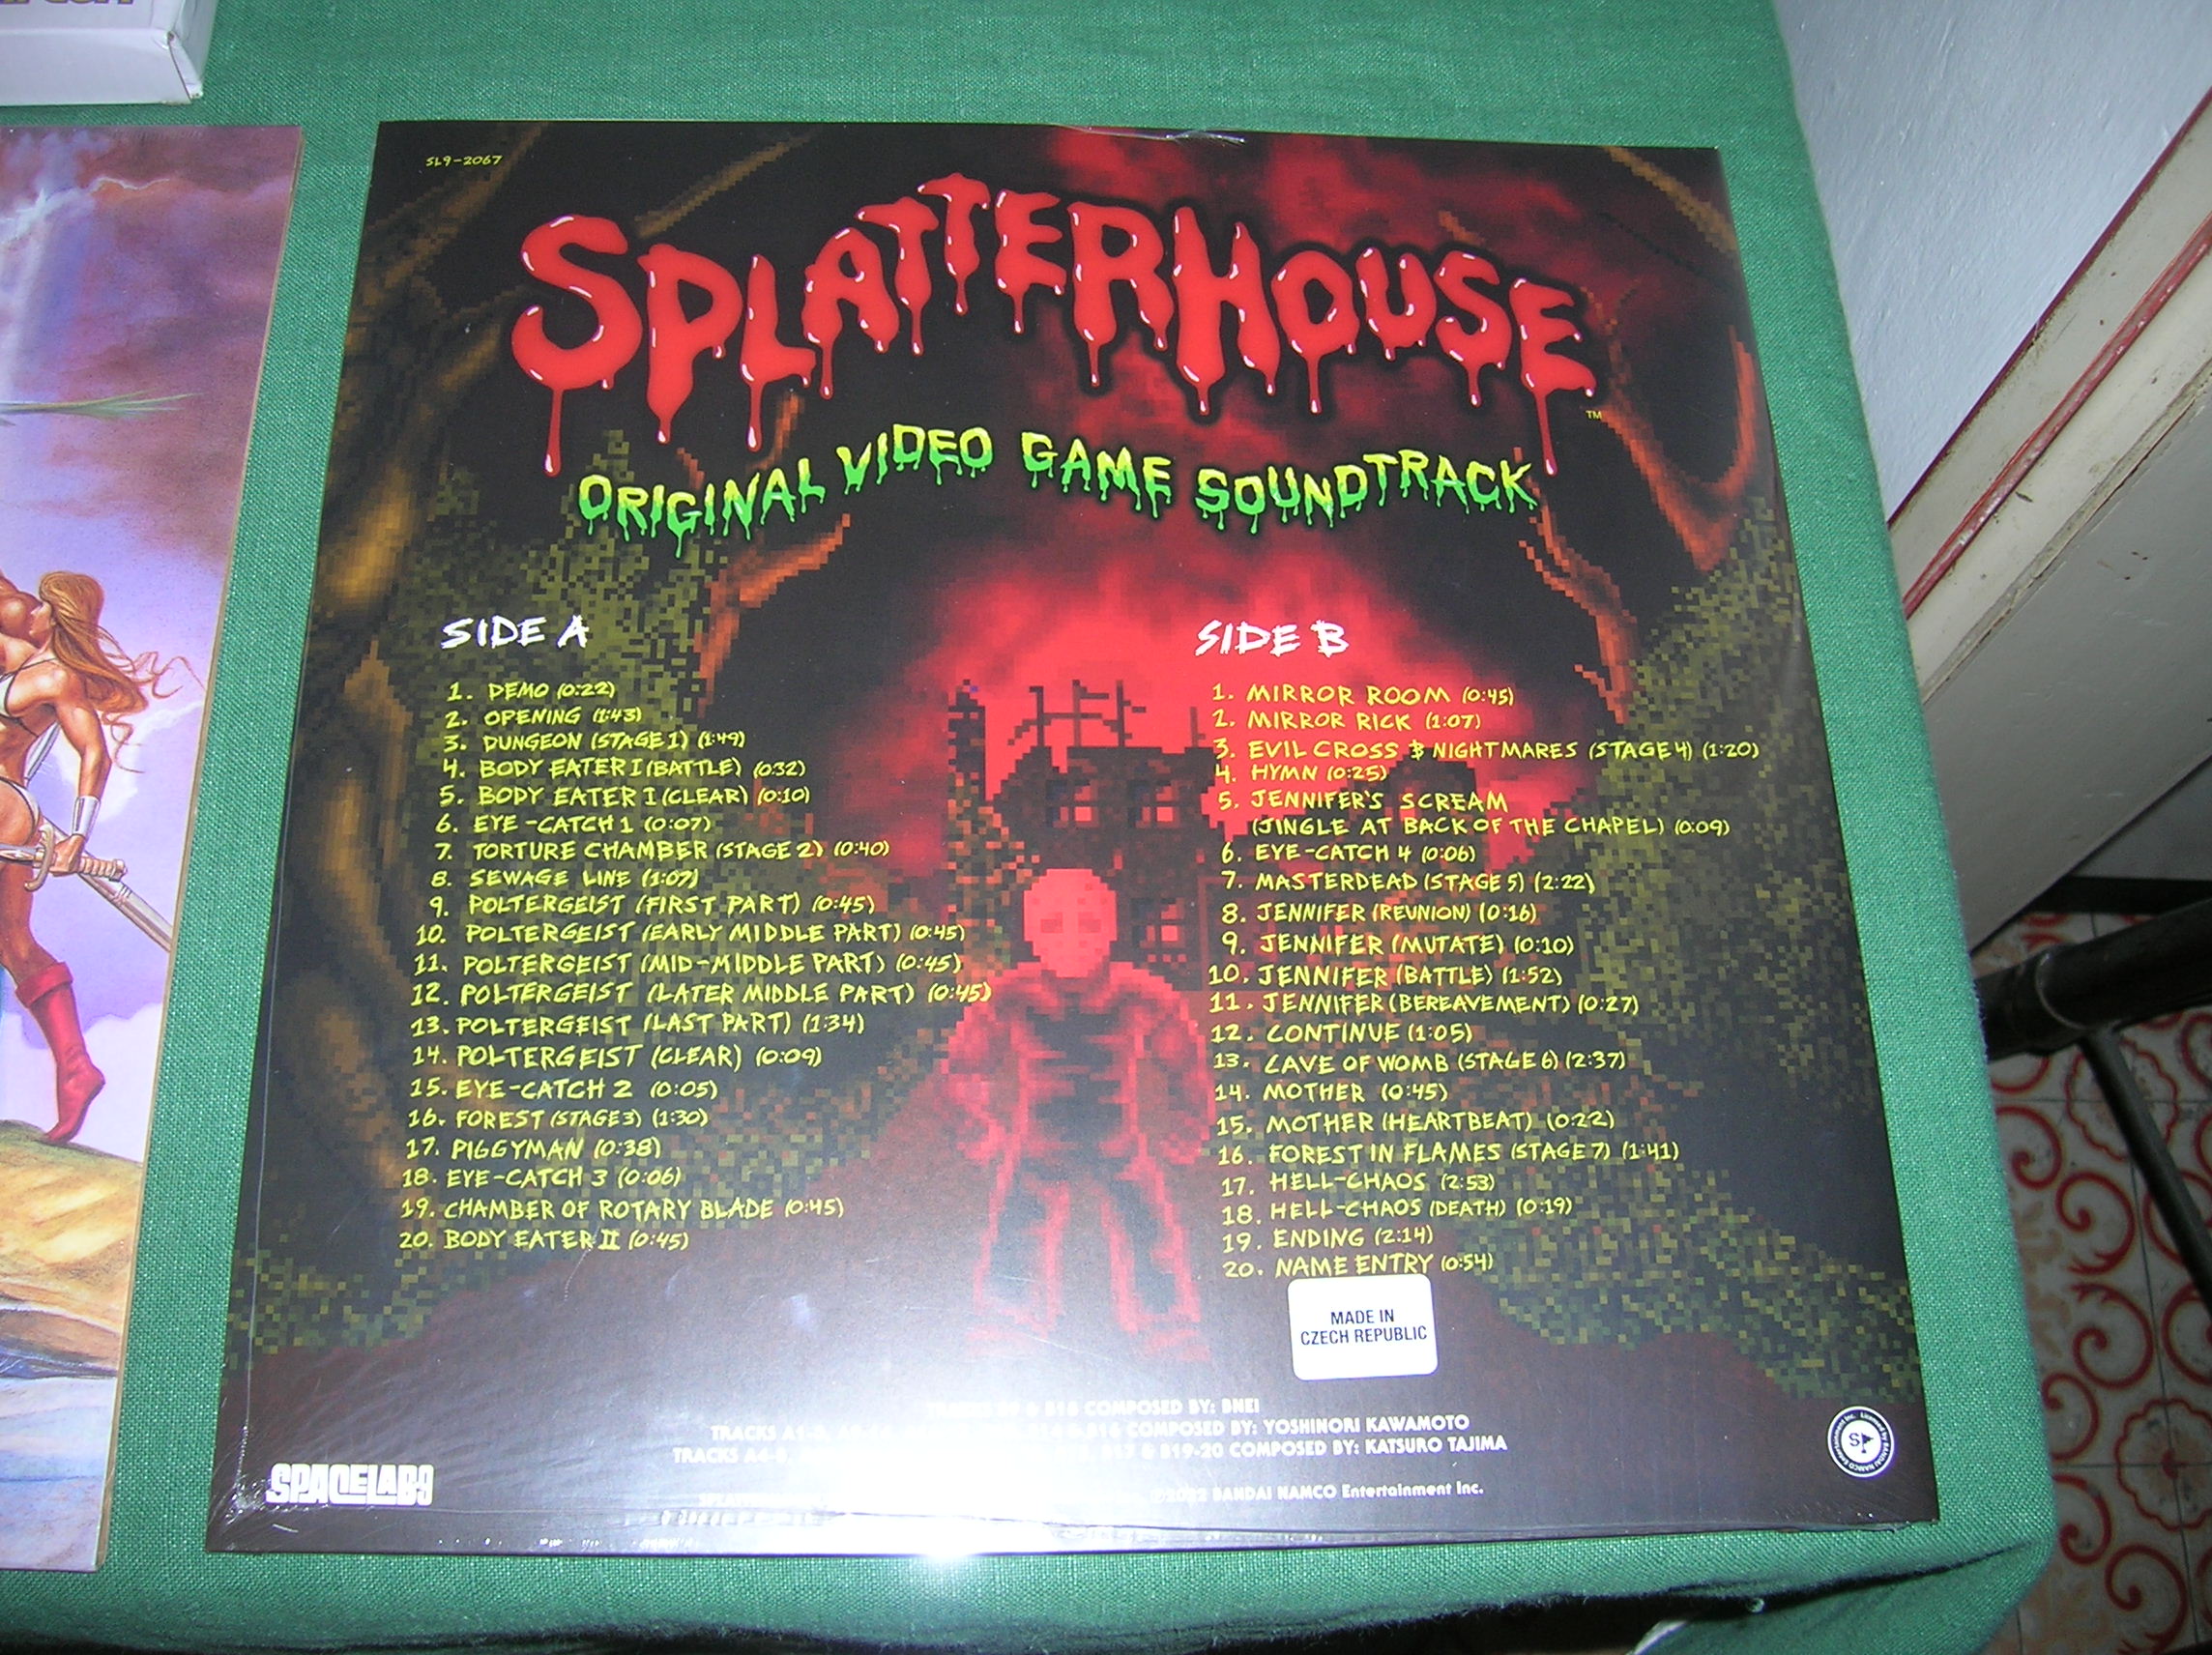 SL9-2067
SPLATTERHOUSE
TM
ORIGINAL VIDEO GAME SOUNDTRACK
SIDE A
1. DEMO (0:22)
2. OPENING (1:43)
3. DUNGEON (STAGE 1) (1:49)
4. BODY EATER I (BATTLE) (0:32)
5. BODY EATER I (CLEAR) (0:10)
6. EYE-CATCH 1 (0:07)
7. TORTURE CHAMBER (STAGE 2) (0:40)
8. SEWAGE LINE (1:07)
9. POLTERGEIST (FIRST PART) (0:45)
10. POLTERGEIST (EARLY MIDDLE PART) (0:45)
11. POLTERGEIST (MID-MIDDLE PART) (0:45)
12. POLTERGEIST (LATER MIDDLE PART) (0:45)
13. POLTERGEIST (LAST PART) (1:34)
14. POLTERGEIST (CLEAR) (0:09)
15. EYE-CATCH 2 (0:05)
16. FOREST (STAGE 3) (1:30)
17. PIGGYMAN (0:38)
18. EYE-CATCH 3 (0:06)
19. CHAMBER OF ROTARY BLADE (0:45)
20. BODY EATER II (0:45)
SIDE B
1. MIRROR ROOM (0:45)
2. MIRROR RICK (1:07)
3. EVIL CROSS & NIGHTMARES (STAGE 4) (1:20)
4. HYMN (0:25)
5. JENNIFER'S SCREAM
(JINGLE AT BACK OF THE CHAPEL) (0:09)
6. EYE-CATCH 4 (0:06)
7. MASTERDEAD (STAGE 5) (2:22)
8. JENNIFER (REUNION) (0:16)
9. JENNIFER (MUTATE) (0:10)
10. JENNIFER (BATTLE) (1:52)
11. JENNIFER (BEREAVEMENT) (0:27)
12. CONTINUE (1:05)
13. CAVE OF WOMB (STAGE 6) (2:37)
14. MOTHER (0:45)
15. MOTHER (HEARTBEAT) (0:22)
16. FOREST IN FLAMES (STAGE 7) (1:41)
17. HELL-CHAOS (2:53)
18. HELL-CHAOS (DEATH) (0:19)
19. ENDING (2:14)
20. NAME ENTRY (0:54)
MADE IN
CZECH REPUBLIC
COMPOSED BY: BNEI
TRACKS COMPOSED BY: YOSHINORI KAWAMOTO
TRACKS & B19-20 COMPOSED BY: KATSURO TAJIMA
BANDAI NAMCO Entertainment Inc.
SPACELAB9